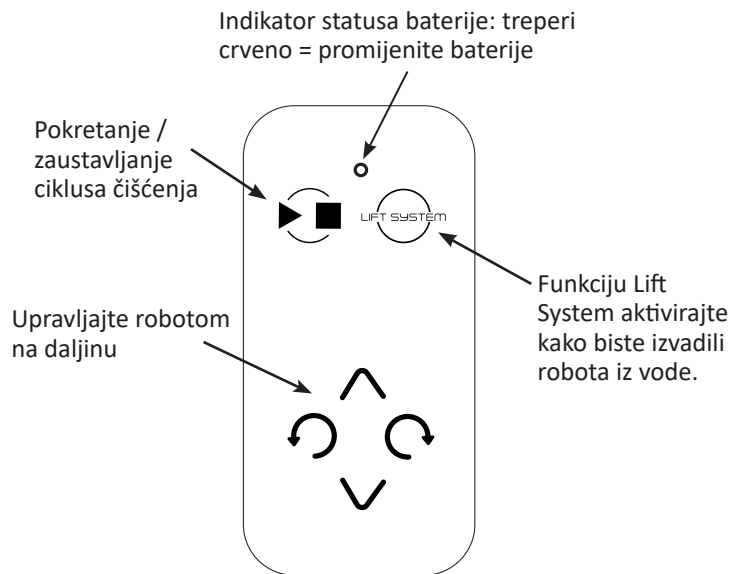 Indikator statusa baterije: treperi
crveno = promijenite baterije
Pokretanje /
zaustavljanje
ciklusa čišćenja
LIFT SYSTEM
Funkciju Lift
System aktivirajte
kako biste izvadili
robota iz vode.
Upravljajte robotom
na daljinu